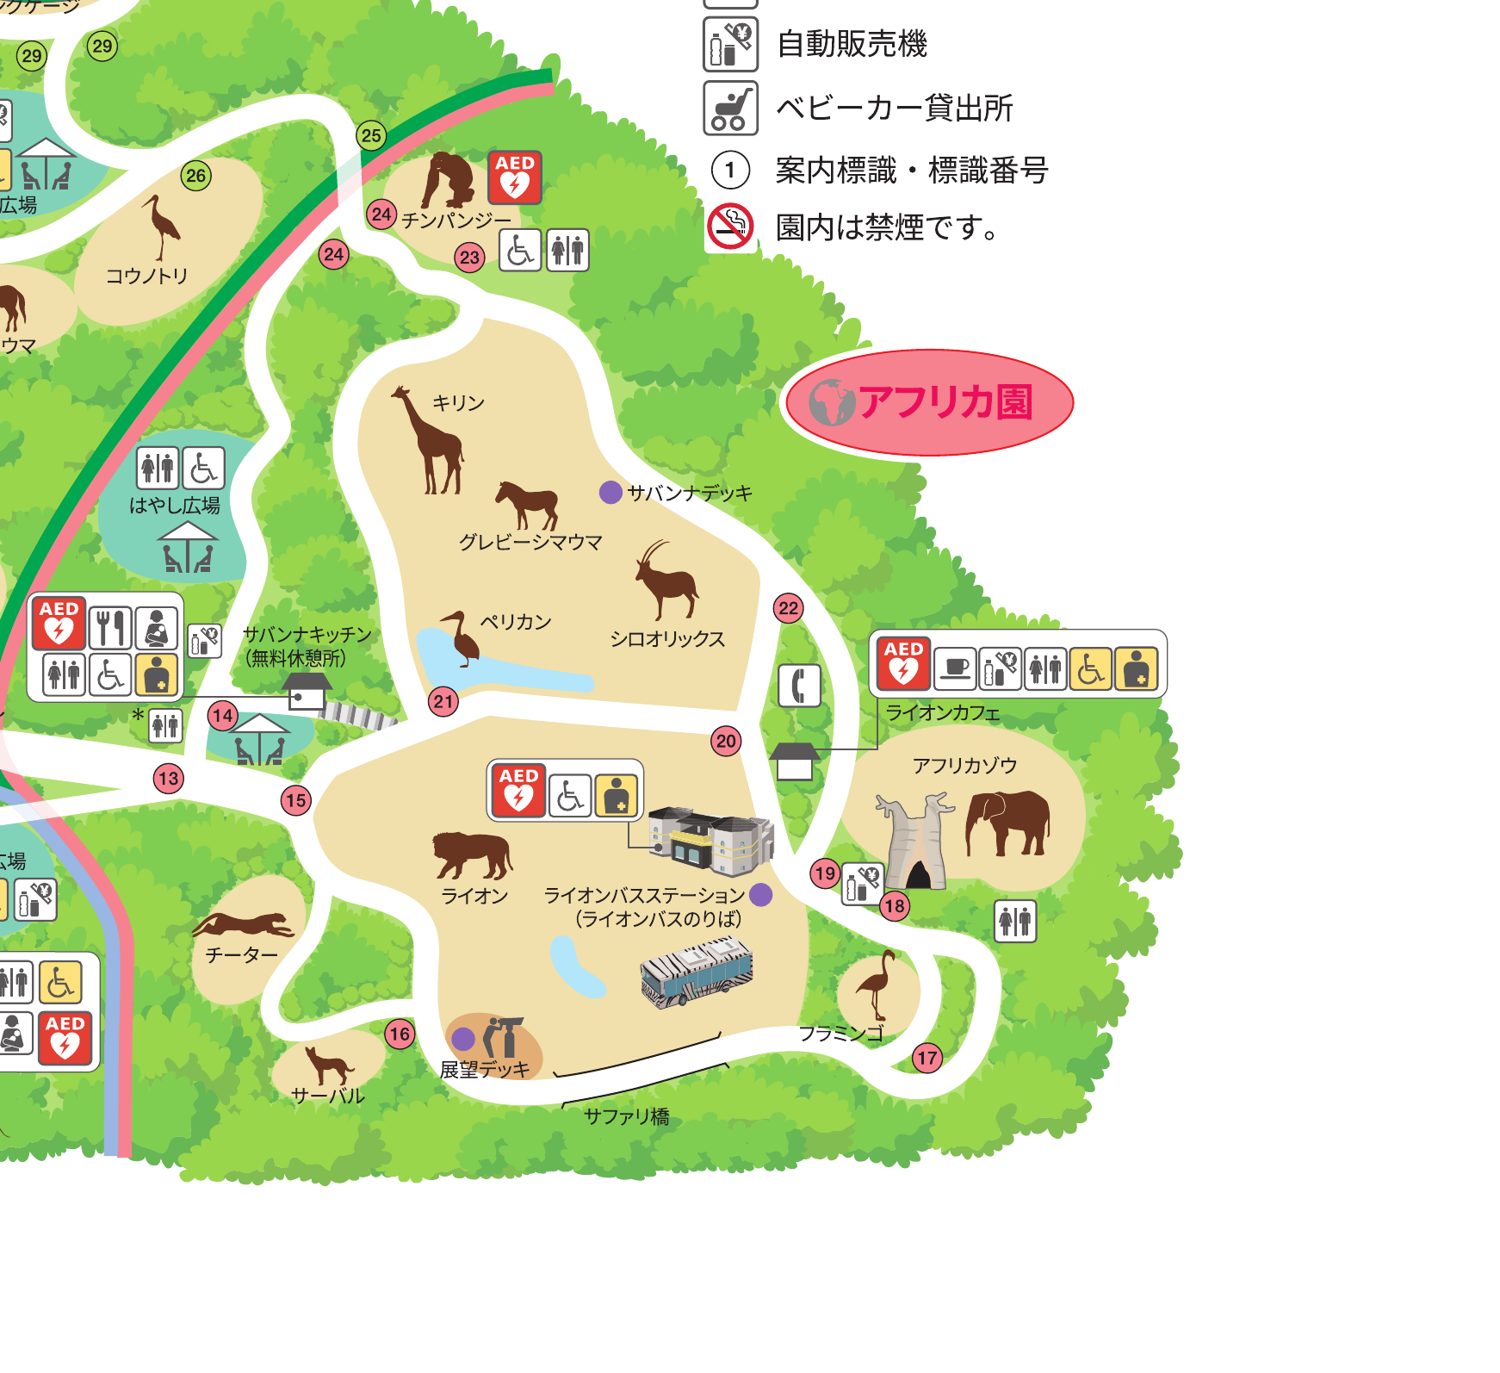 自動販売機
ベビーカー貸出所
1
案内標識・標識番号
園内は禁煙です。
29
29
25
26
AED
24
チンパンジー
広場
24
23
コウノトリ
ウマ
アフリカ園
キリン
はやし広場
サバンナデッキ
グレビーシマウマ
AED
22
ペリカン
シロオリックス
サバンナキッチン
(無料休憩所)
AED
21
*
14
ライオンカフェ
20
13
15
アフリカゾウ
AED
広場
ライオン
ライオンバスステーション
(ライオンバスのりば)
19
18
チーター
AED
16
フラミンゴ
17
展望デッキ
サーバル
サファリ橋